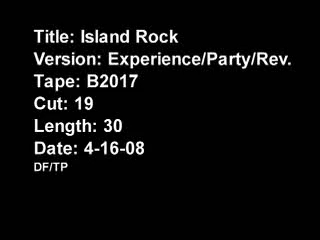 Title: Island Rock
Version: Experience/Party/Rev.
Tape: B2017
Cut: 19
Length: 30
Date: 4-16-08
DF/TP